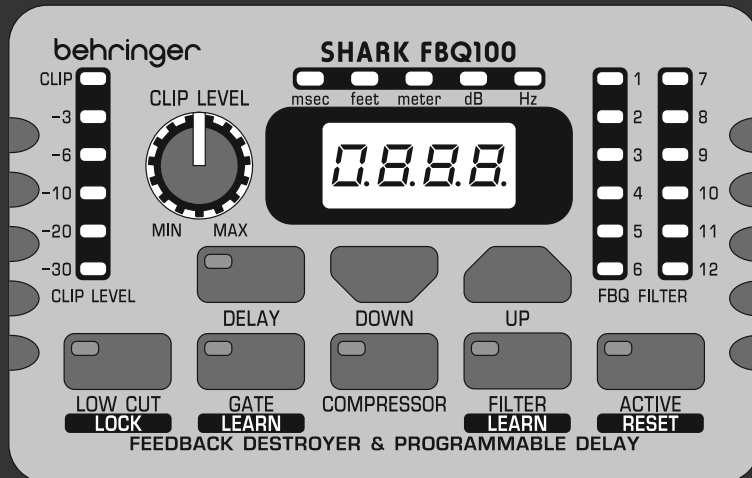 behringer
SHARK FBQ100
CLIP
-3
-6
-10
-20
-30
CLIP LEVEL
CLIP LEVEL
MIN MAX
msec feet meter dB Hz
0.8.8.8.
1
2
3
4
5
6
7
8
9
10
11
12
FBQ FILTER
DELAY
DOWN
UP
LOW CUT
LOCK
GATE
LEARN
COMPRESSOR
FILTER
LEARN
ACTIVE
RESET
FEEDBACK DESTROYER & PROGRAMMABLE DELAY